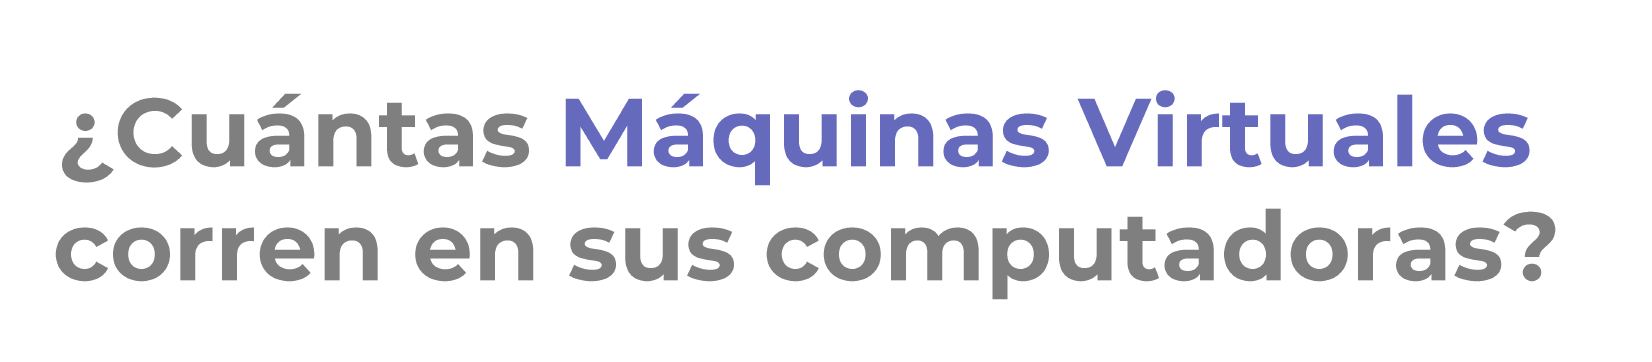 ¿Cuántas Máquinas Virtuales
corren en sus computadoras?